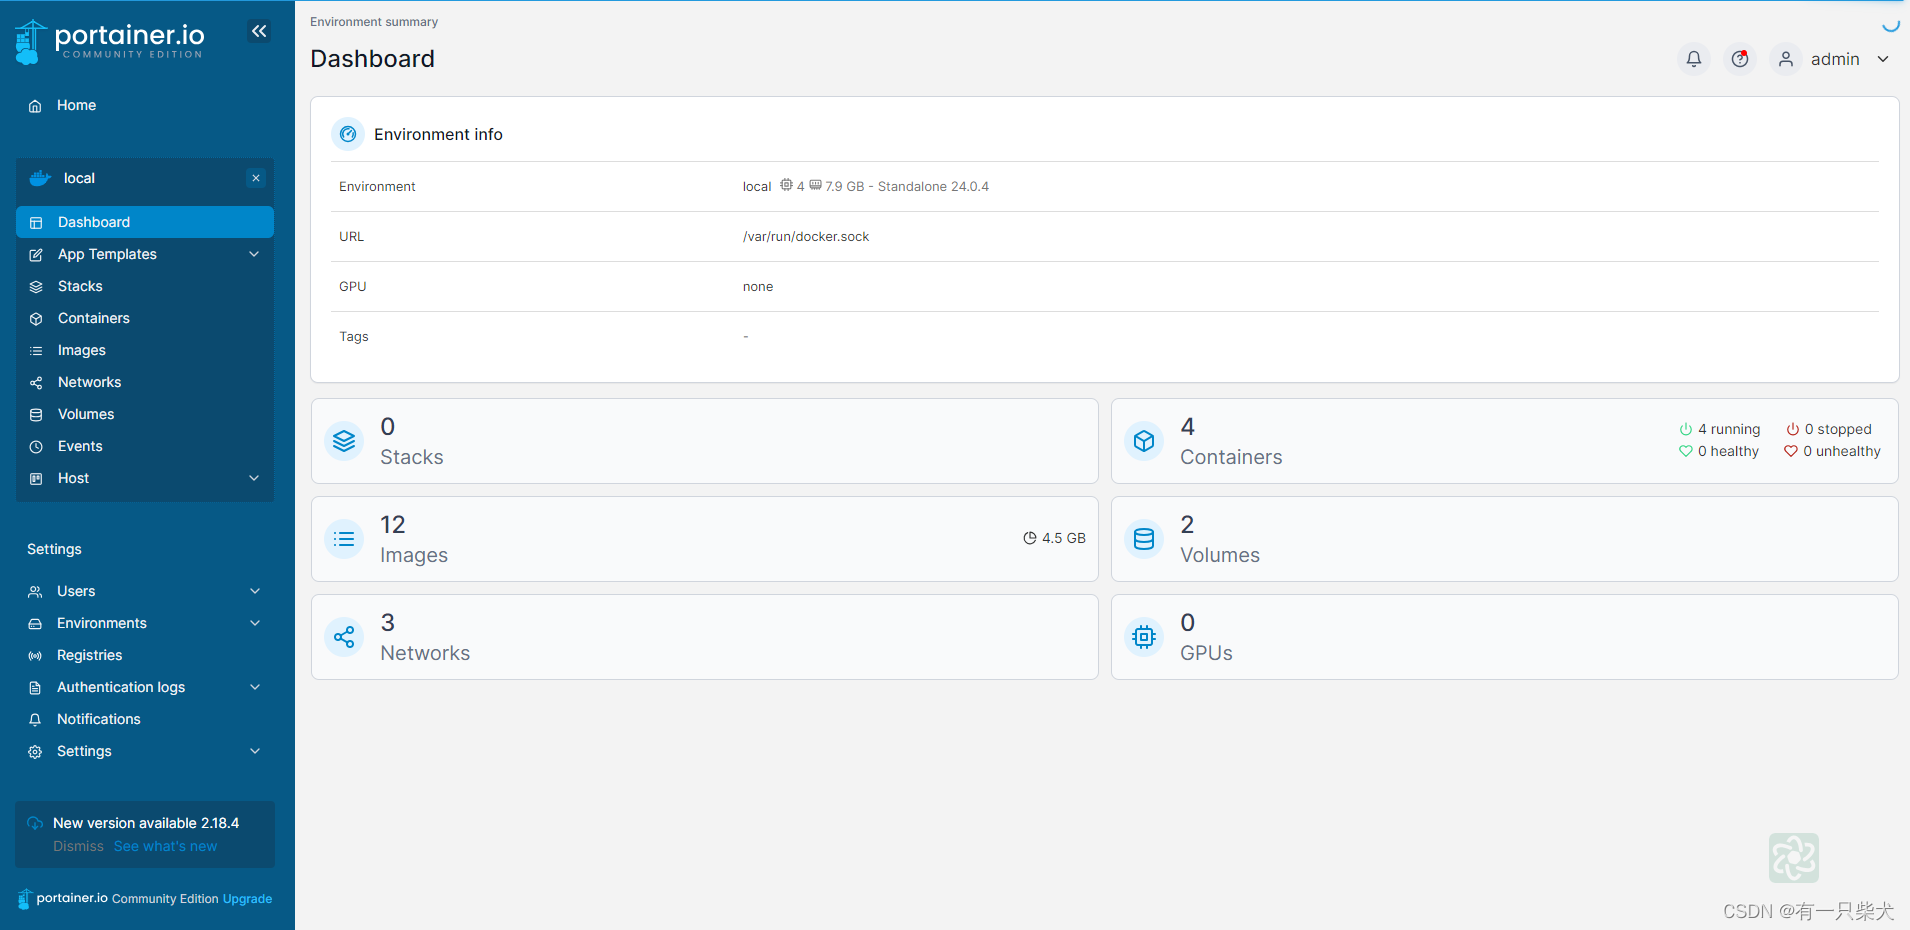 portainer.io
COMMUNITY EDITION
Home
local
Dashboard
App Templates
Stacks
Containers
Images
Networks
Volumes
Events
Host
Settings
Users
Environments
Registries
Authentication logs
Notifications
Settings
New version available 2.18.4
Dismiss See what's new
portainer.io Community Edition Upgrade
Environment summary
Dashboard
admin
Environment info
Environment local 4 7.9 GB - Standalone 24.0.4
URL /var/run/docker.sock
GPU none
Tags -
0
Stacks
4
Containers
4 running 0 stopped
0 healthy 0 unhealthy
12
Images
4.5 GB
2
Volumes
3
Networks
0
GPUs
CSDN @有一只柴犬